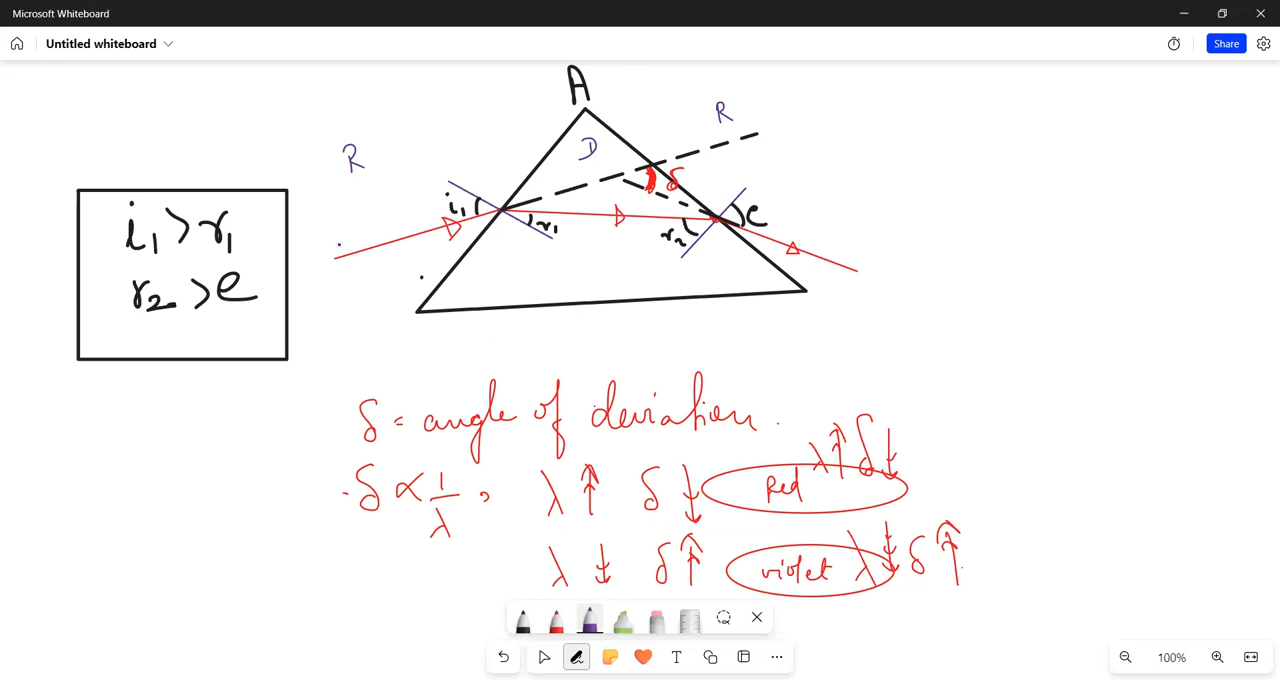 Microsoft Whiteboard
Untitled whiteboard
Share
A
R
D
R
i₁
r₁
r₂
e
δ
i₁ > r₁
r₂ > e
δ = angle of deviation.
δ ∝ 1/λ , λ ↑ δ ↓ Red λ ↑ δ ↓
λ ↓ δ ↑ violet λ ↓ δ ↑
100%